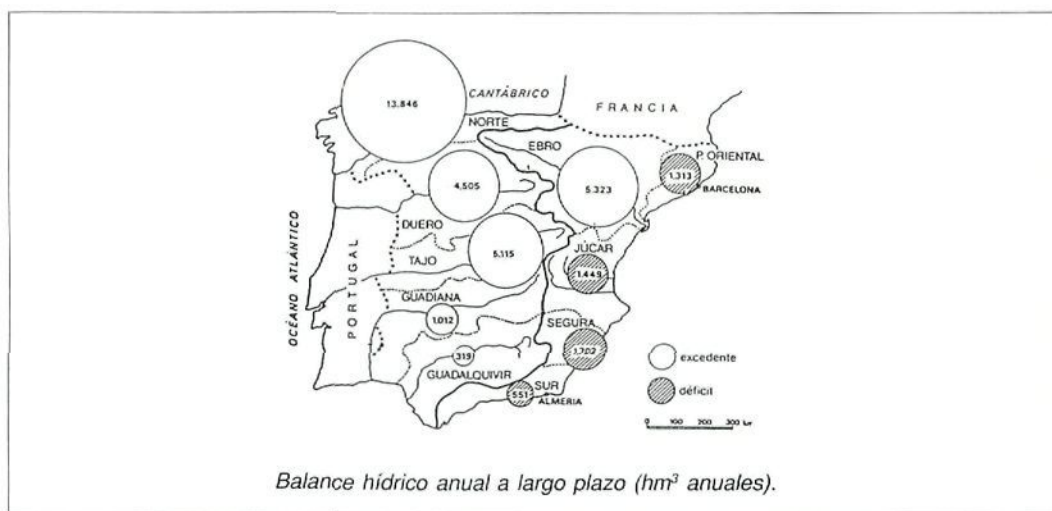 13.846
CANTÁBRICO
FRANCIA
NORTE
EBRO
P. ORIENTAL
1,313
BARCELONA
4,505
5.323
DUERO
OCÉANO ATLÁNTICO
PORTUGAL
TAJO
5,115
JÚCAR
1.449
GUADIANA
1,012
SEGURA
1,702
319
GUADALQUIVIR
SUR
551
ALMERIA
excedente
déficit
0 100 200 300 km
Balance hídrico anual a largo plazo (hm³ anuales).